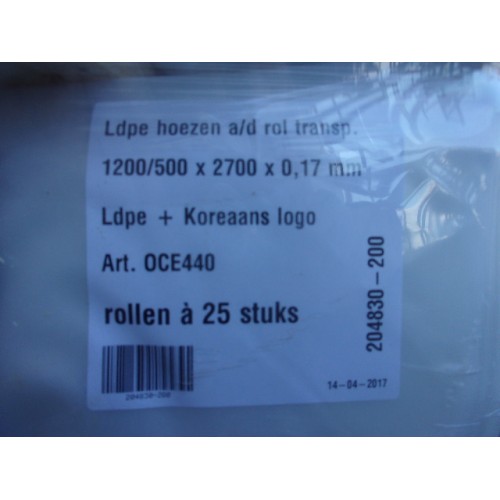 Ldpe hoezen a/d rol transp.
1200/500 x 2700 x 0,17 mm
Ldpe + Koreaans logo
Art. OCE440
rollen à 25 stuks
204830-200
14-04-2017
204830-200